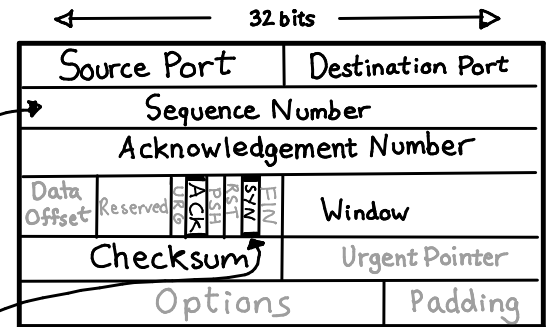 32 bits
Source Port Destination Port
Sequence Number
Acknowledgement Number
Data Offset Reserved URG ACK PSH RST SYN FIN Window
Checksum Urgent Pointer
Options Padding